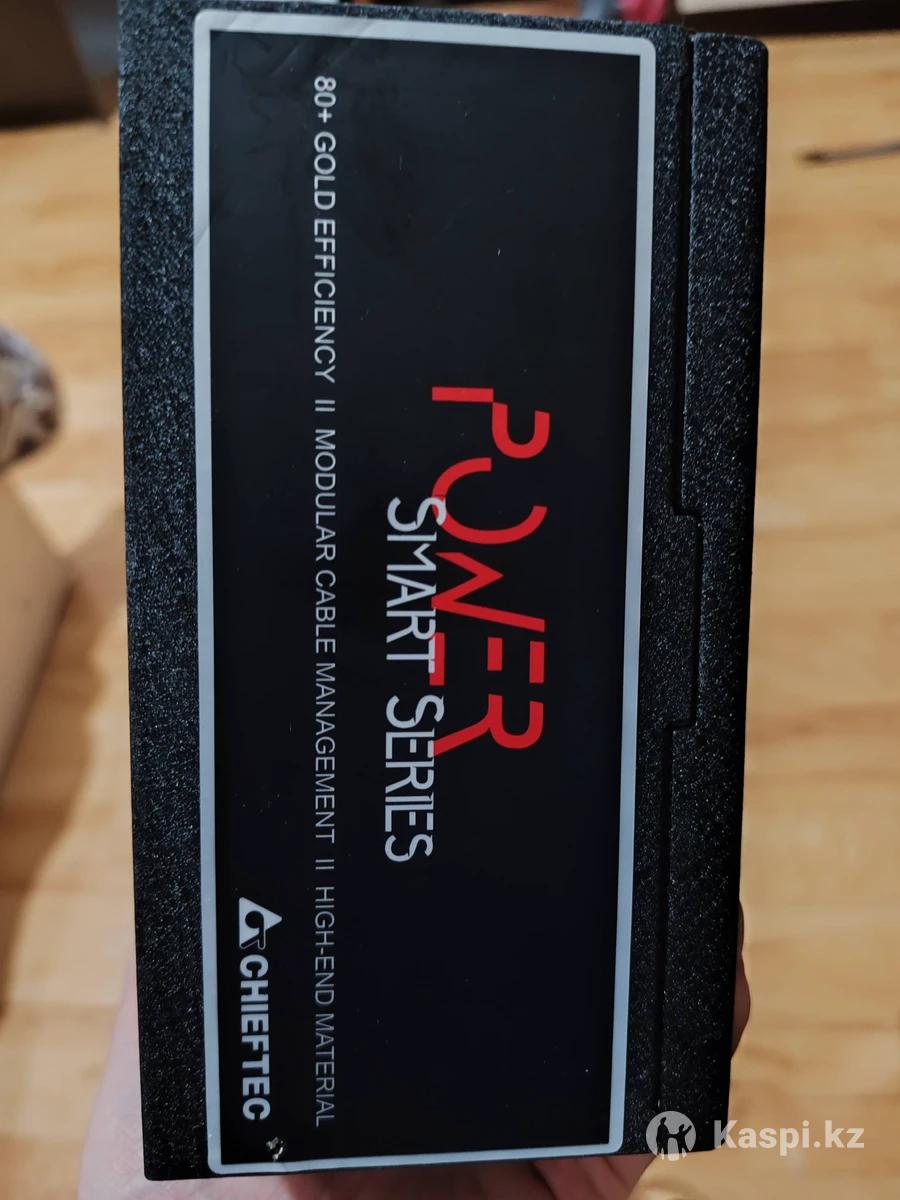 POWER
SMART SERIES
80+ GOLD EFFICIENCY II MODULAR CABLE MANAGEMENT II HIGH-END MATERIAL
CHIEFTEC
Kaspi.kz